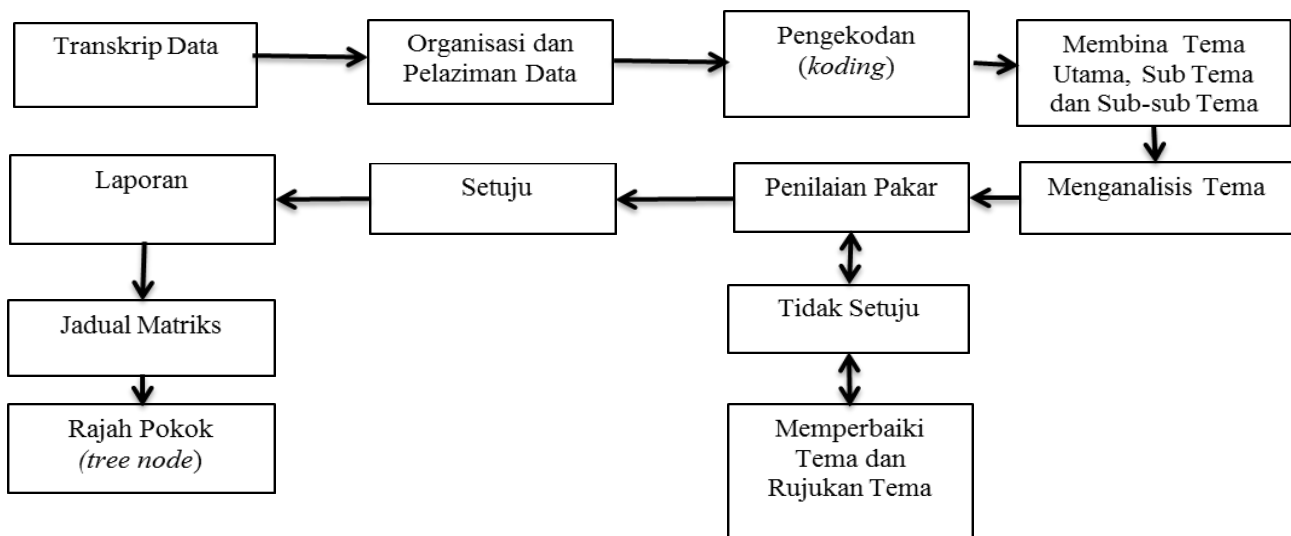 Transkrip Data
Organisasi dan
Pelaziman Data
Pengekodan
(koding)
Membina Tema
Utama, Sub Tema
dan Sub-sub Tema
Laporan
Setuju
Penilaian Pakar
Menganalisis Tema
Jadual Matriks
Tidak Setuju
Rajah Pokok
(tree node)
Memperbaiki
Tema dan
Rujukan Tema